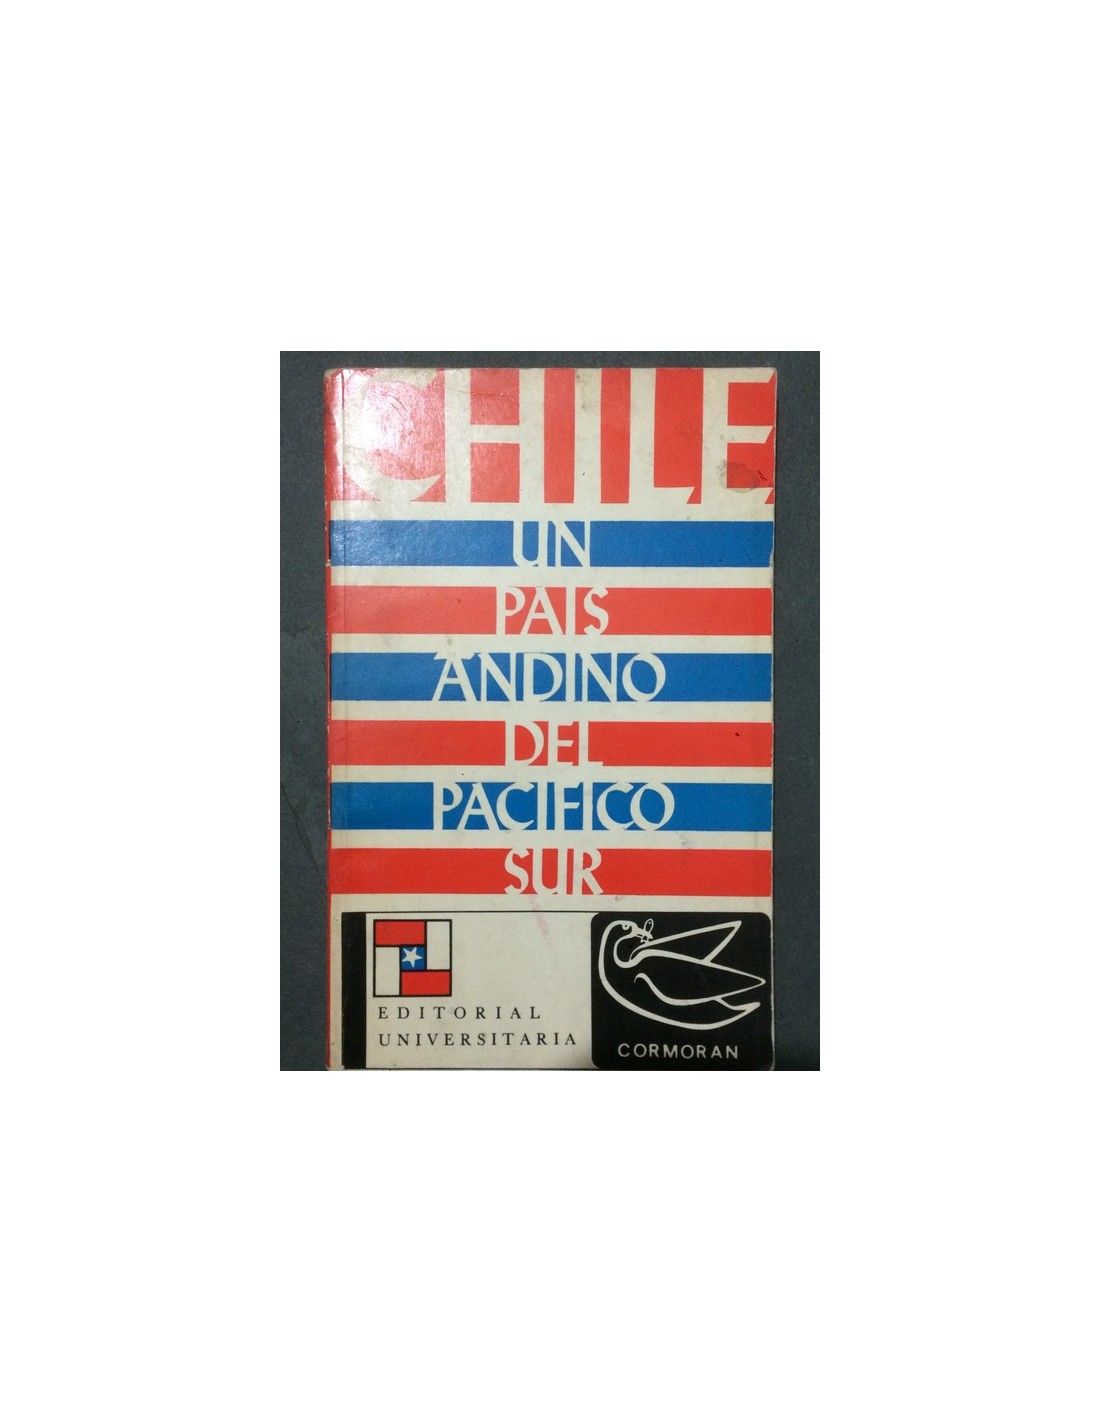 CHILE
UN
PAIS
ANDINO
DEL
PACIFICO
SUR
EDITORIAL
UNIVERSITARIA
CORMORAN